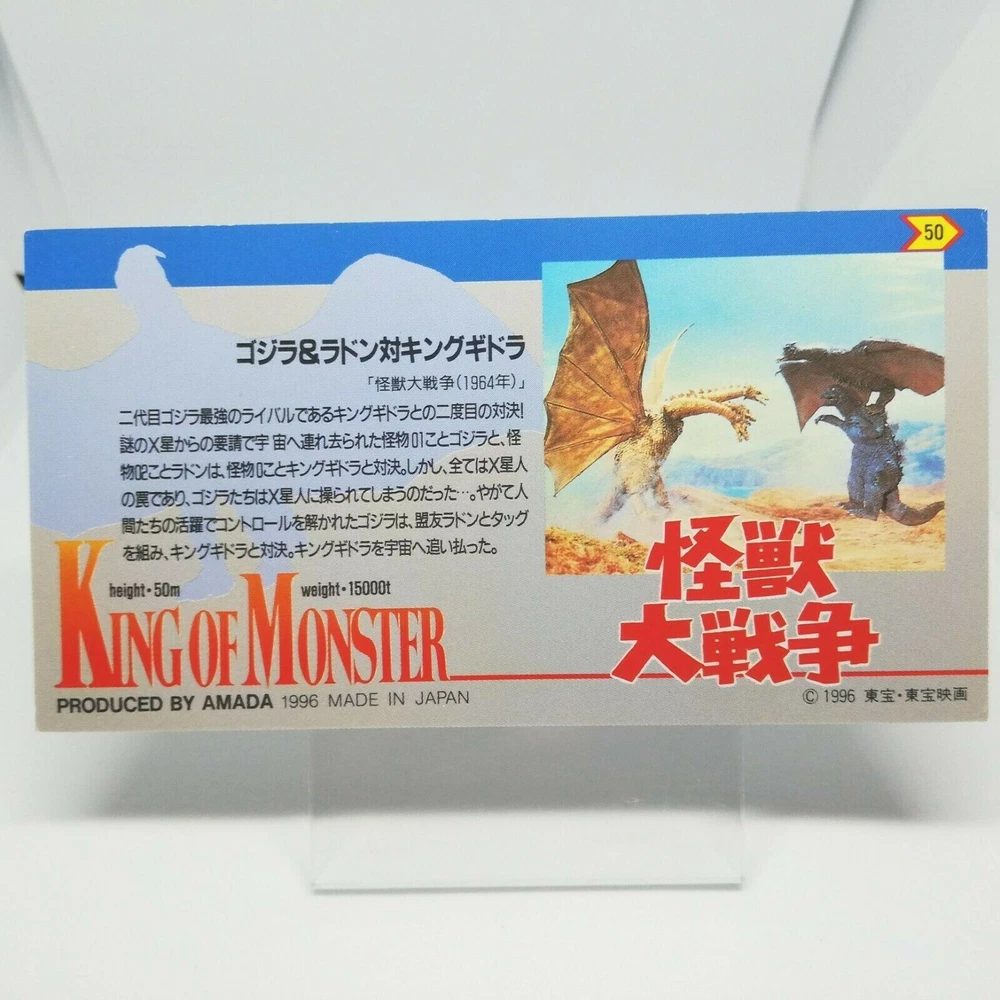 50
ゴジラ&ラドン対キングギドラ
「怪獣大戦争(1964年)」
二代目ゴジラ最強のライバルであるキングギドラとの二度目の対決!
謎のX星からの要請で宇宙へ連れ去られた怪物01ことゴジラと、怪
物02ことラドンは、怪物0ことキングギドラと対決。しかし、全てはX星人
の罠であり、ゴジラたちはX星人に操られてしまうのだった…。やがて人
間たちの活躍でコントロールを解かれたゴジラは、盟友ラドンとタッグ
を組み、キングギドラと対決。キングギドラを宇宙へ追い払った。
height・50m weight・15000t
KING OF MONSTER
怪獣
大戦争
PRODUCED BY AMADA 1996 MADE IN JAPAN
© 1996 東宝・東宝映画